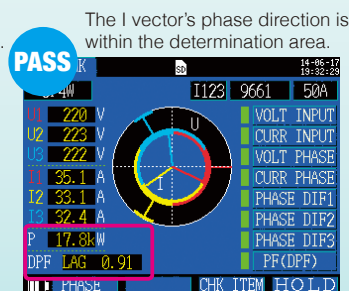 The I vector's phase direction is
within the determination area.
PASS
K
SD
14-06-17
19:32:29
3P4W
I123 9661 50A
U1 220 V
U2 223 V
U3 222 V
I1 35.1 A
I2 33.1 A
I3 32.4 A
P 17.8kW
DPF LAG 0.91
U
I
VOLT INPUT
CURR INPUT
VOLT PHASE
CURR PHASE
PHASE DIF1
PHASE DIF2
PHASE DIF3
PF(DPF)
PHASE
CHK ITEM HOLD